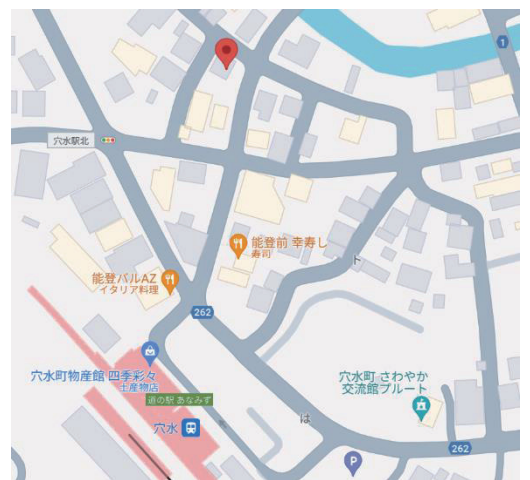 1
穴水駅北
能登前 幸寿し
寿司
ト
能登バルAZ
イタリア料理
262
穴水町物産館 四季彩々
土産物店
道の駅 あなみず
穴水町 さわやか
交流館プルート
は
穴水
262
P